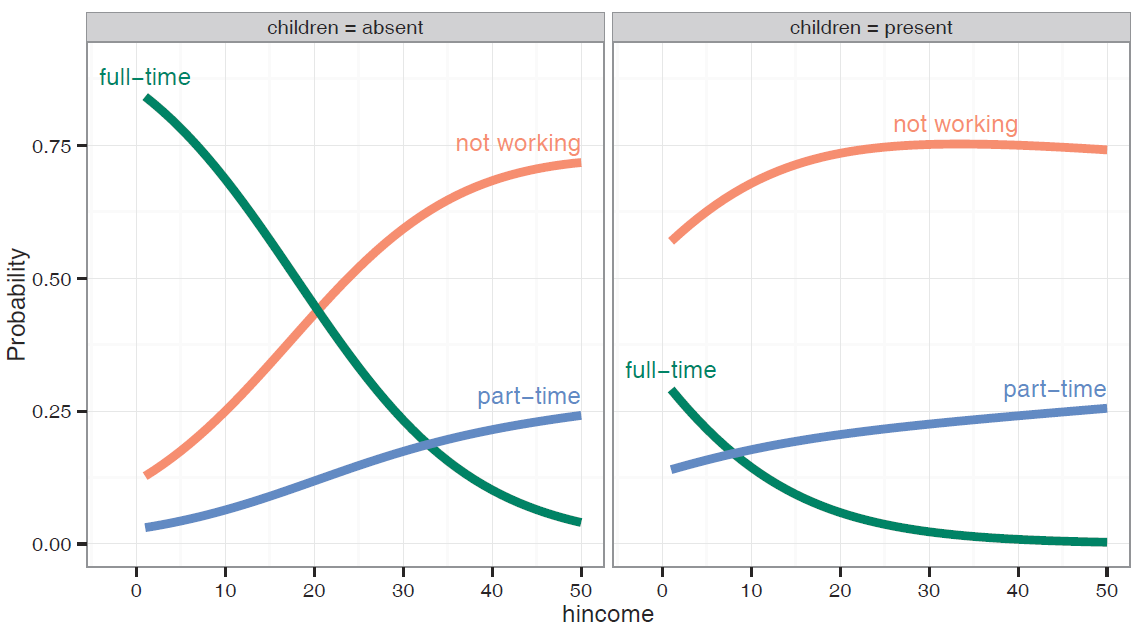 children = absent
children = present
full−time
not working
part−time
not working
full−time
part−time
Probability
0.75
0.50
0.25
0.00
0 10 20 30 40 50
0 10 20 30 40 50
hincome